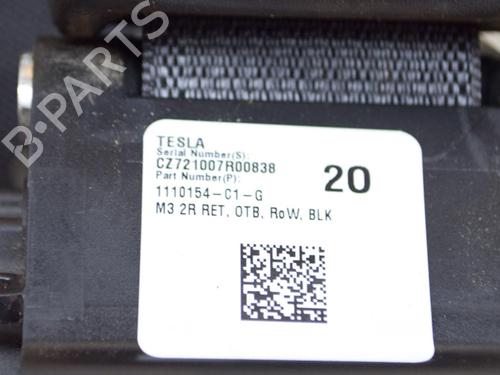 B-PARTS
TESLA
Serial Number(S):
CZ721007R00838
Part Number(P):
20
1110154-C1-G
M3 2R RET, OTB, RoW, BLK